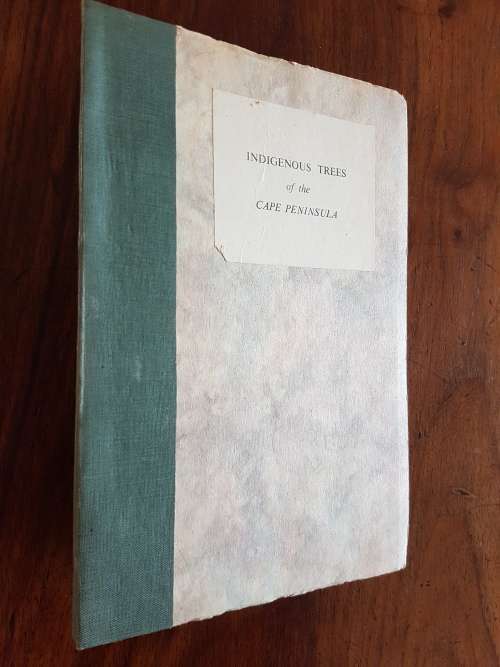 INDIGENOUS TREES
of the
CAPE PENINSULA